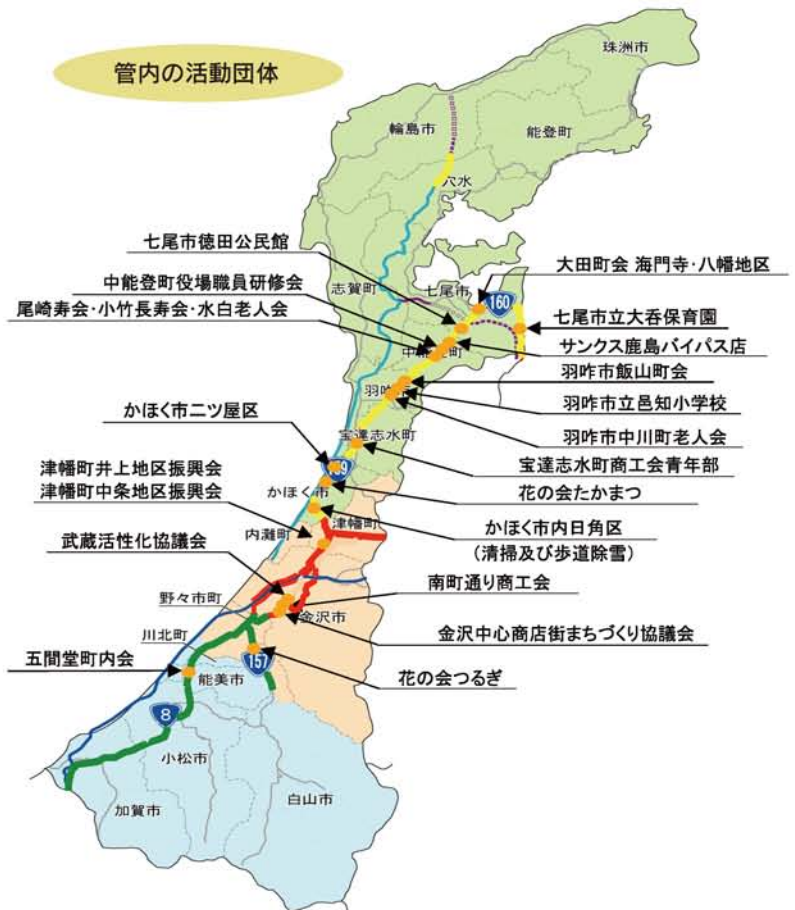 管内の活動団体
珠洲市
輪島市
能登町
穴水
七尾市徳田公民館
大田町会 海門寺・八幡地区
中能登町役場職員研修会
志賀町
七尾市
160
尾崎寿会・小竹長寿会・水白老人会
七尾市立大呑保育園
中能登町
サンクス鹿島バイパス店
羽咋市飯山町会
羽咋
羽咋市立邑知小学校
かほく市二ツ屋区
羽咋市中川町老人会
宝達志水町
宝達志水町商工会青年部
津幡町井上地区振興会
津幡町中条地区振興会
かほく市
花の会たかまつ
内灘町
津幡町
かほく市内日角区
(清掃及び歩道除雪)
武蔵活性化協議会
南町通り商工会
野々市町
金沢市
金沢中心商店街まちづくり協議会
川北町
五間堂町内会
157
能美市
花の会つるぎ
8
小松市
加賀市
白山市